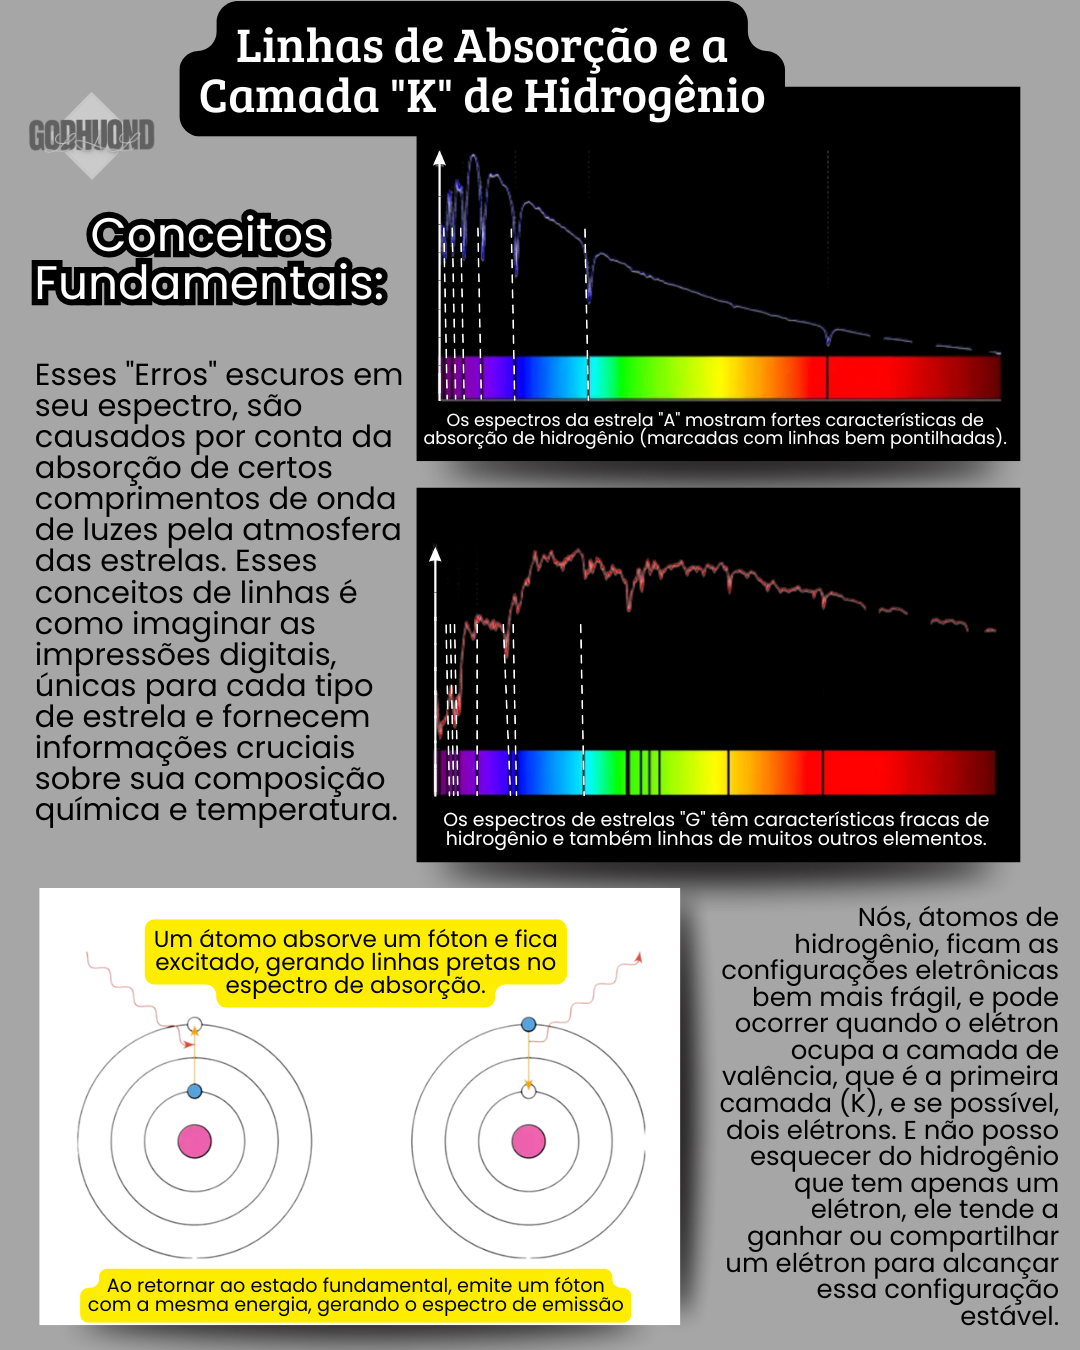 Linhas de Absorção e a
Camada "K" de Hidrogênio
GODHUOND
Conceitos
Fundamentais:
Esses "Erros" escuros em
seu espectro, são
causados por conta da
absorção de certos
comprimentos de onda
de luzes pela atmosfera
das estrelas. Esses
conceitos de linhas é
como imaginar as
impressões digitais,
únicas para cada tipo
de estrela e fornecem
informações cruciais
sobre sua composição
química e temperatura.
Os espectros da estrela "A" mostram fortes características de
absorção de hidrogênio (marcadas com linhas bem pontilhadas).
Os espectros de estrelas "G" têm características fracas de
hidrogênio e também linhas de muitos outros elementos.
Um átomo absorve um fóton e fica
excitado, gerando linhas pretas no
espectro de absorção.
Ao retornar ao estado fundamental, emite um fóton
com a mesma energia, gerando o espectro de emissão
Nós, átomos de
hidrogênio, ficam as
configurações eletrônicas
bem mais frágil, e pode
ocorrer quando o elétron
ocupa a camada de
valência, que é a primeira
camada (K), e se possível,
dois elétrons. E não posso
esquecer do hidrogênio
que tem apenas um
elétron, ele tende a
ganhar ou compartilhar
um elétron para alcançar
essa configuração
estável.